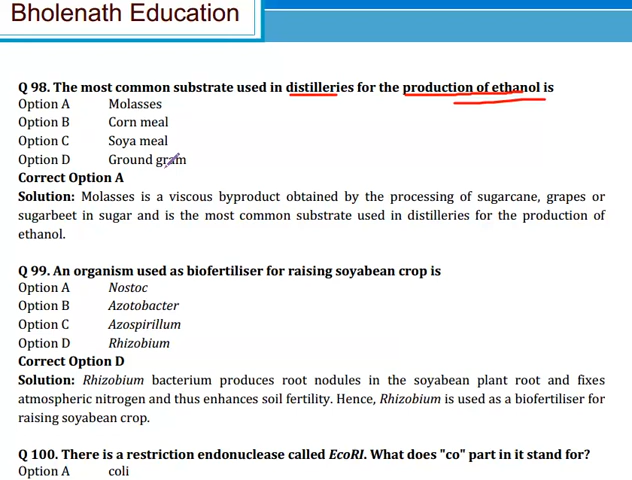 Bholenath Education
Q 98. The most common substrate used in distilleries for the production of ethanol is
Option A Molasses
Option B Corn meal
Option C Soya meal
Option D Ground gram
Correct Option A
Solution: Molasses is a viscous byproduct obtained by the processing of sugarcane, grapes or
sugarbeet in sugar and is the most common substrate used in distilleries for the production of
ethanol.
Q 99. An organism used as biofertiliser for raising soyabean crop is
Option A Nostoc
Option B Azotobacter
Option C Azospirillum
Option D Rhizobium
Correct Option D
Solution: Rhizobium bacterium produces root nodules in the soyabean plant root and fixes
atmospheric nitrogen and thus enhances soil fertility. Hence, Rhizobium is used as a biofertiliser for
raising soyabean crop.
Q 100. There is a restriction endonuclease called EcoRI. What does "co" part in it stand for?
Option A coli